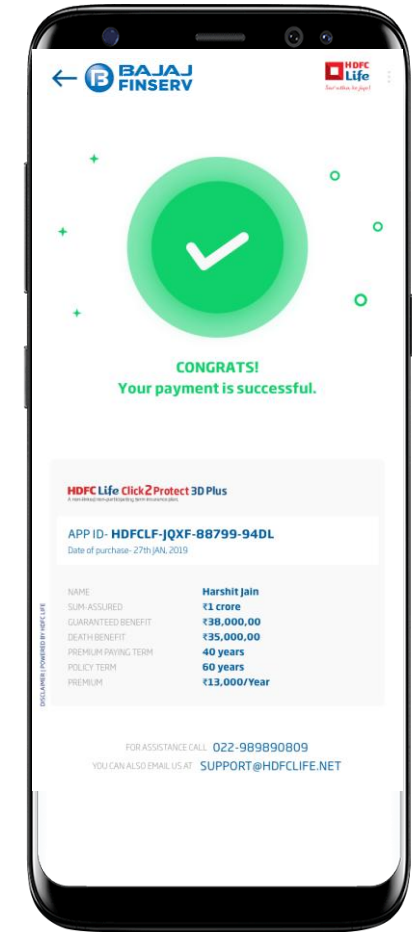 BAJAJ
FINSERV
HDFC
Life
CONGRATS!
Your payment is successful.
HDFC Life Click2Protect 3D Plus
APP ID- HDFCLF-JQXF-88799-94DL
Date of purchase- 27th JAN, 2019
NAME Harshit Jain
SUM-ASSURED ₹1 crore
GUARANTEED BENEFIT ₹38,000,00
DEATH BENEFIT ₹35,000,00
PREMIUM PAYING TERM 40 years
POLICY TERM 60 years
PREMIUM ₹13,000/Year
DISCLAIMER | POWERED BY HDFC LIFE
FOR ASSISTANCE CALL 022-989890809
YOU CAN ALSO EMAIL US AT SUPPORT@HDFCLIFE.NET